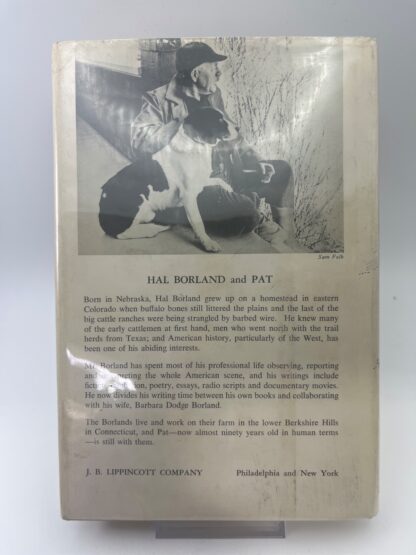 Sam Falk
HAL BORLAND and PAT
Born in Nebraska, Hal Borland grew up on a homestead in eastern
Colorado when buffalo bones still littered the plains and the last of the
big cattle ranches were being strangled by barbed wire. He knew many
of the early cattlemen at first hand, men who went north with the trail
herds from Texas; and American history, particularly of the West, has
been one of his abiding interests.
Mr. Borland has spent most of his professional life observing, reporting
and interpreting the whole American scene, and his writings include
fiction, poetry, essays, radio scripts and documentary movies.
He now divides his writing time between his own books and collaborating
with his wife, Barbara Dodge Borland.
The Borlands live and work on their farm in the lower Berkshire Hills
in Connecticut, and Pat—now almost ninety years old in human terms
—is still with them.
J. B. LIPPINCOTT COMPANY Philadelphia and New York